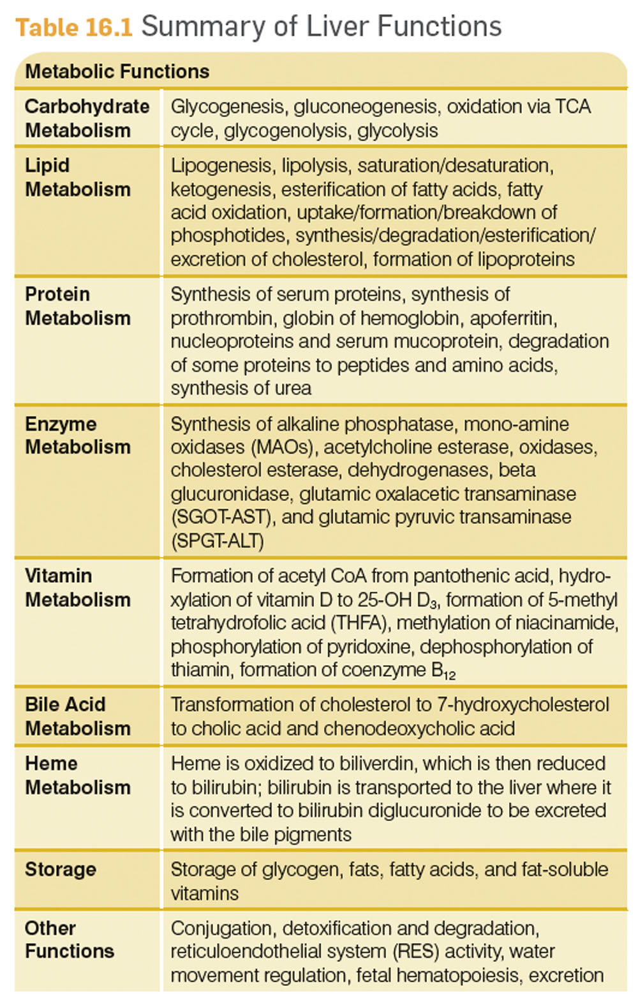 Table 16.1 Summary of Liver Functions
Metabolic Functions
Carbohydrate
Metabolism
Glycogenesis, gluconeogenesis, oxidation via TCA
cycle, glycogenolysis, glycolysis
Lipid
Metabolism
Lipogenesis, lipolysis, saturation/desaturation,
ketogenesis, esterification of fatty acids, fatty
acid oxidation, uptake/formation/breakdown of
phosphotides, synthesis/degradation/esterification/
excretion of cholesterol, formation of lipoproteins
Protein
Metabolism
Synthesis of serum proteins, synthesis of
prothrombin, globin of hemoglobin, apoferritin,
nucleoproteins and serum mucoprotein, degradation
of some proteins to peptides and amino acids,
synthesis of urea
Enzyme
Metabolism
Synthesis of alkaline phosphatase, mono-amine
oxidases (MAOs), acetylcholine esterase, oxidases,
cholesterol esterase, dehydrogenases, beta
glucuronidase, glutamic oxalacetic transaminase
(SGOT-AST), and glutamic pyruvic transaminase
(SPGT-ALT)
Vitamin
Metabolism
Formation of acetyl CoA from pantothenic acid, hydro-
xylation of vitamin D to 25-OH D₃, formation of 5-methyl
tetrahydrofolic acid (THFA), methylation of niacinamide,
phosphorylation of pyridoxine, dephosphorylation of
thiamin, formation of coenzyme B₁₂
Bile Acid
Metabolism
Transformation of cholesterol to 7-hydroxycholesterol
to cholic acid and chenodeoxycholic acid
Heme
Metabolism
Heme is oxidized to biliverdin, which is then reduced
to bilirubin; bilirubin is transported to the liver where it
is converted to bilirubin diglucuronide to be excreted
with the bile pigments
Storage
Storage of glycogen, fats, fatty acids, and fat-soluble
vitamins
Other
Functions
Conjugation, detoxification and degradation,
reticuloendothelial system (RES) activity, water
movement regulation, fetal hematopoiesis, excretion